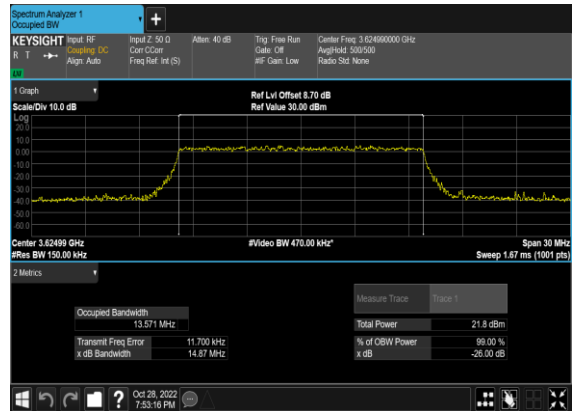 Spectrum Analyzer 1
Occupied BW
+
KEYSIGHT Input: RF Input Z: 50 Ω Atten: 40 dB Trig: Free Run Center Freq: 3.624990000 GHz
R T Coupling: DC Corr CCorr Gate: Off Avg|Hold: 500/500
Align: Auto Freq Ref: Int (S) #IF Gain: Low Radio Std: None
LV
1 Graph Ref Lvl Offset 8.70 dB
Scale/Div 10.0 dB Ref Value 30.00 dBm
Log
20.0
10.0
0.00
-10.0
-20.0
-30.0
-40.0
-50.0
-60.0
Center 3.62499 GHz #Video BW 470.00 kHz* Span 30 MHz
#Res BW 150.00 kHz Sweep 1.67 ms (1001 pts)
2 Metrics
Measure Trace Trace 1
Occupied Bandwidth
13.571 MHz Total Power 21.8 dBm
Transmit Freq Error 11.700 kHz % of OBW Power 99.00 %
x dB Bandwidth 14.87 MHz x dB -26.00 dB
? Oct 28, 2022
7:53:16 PM